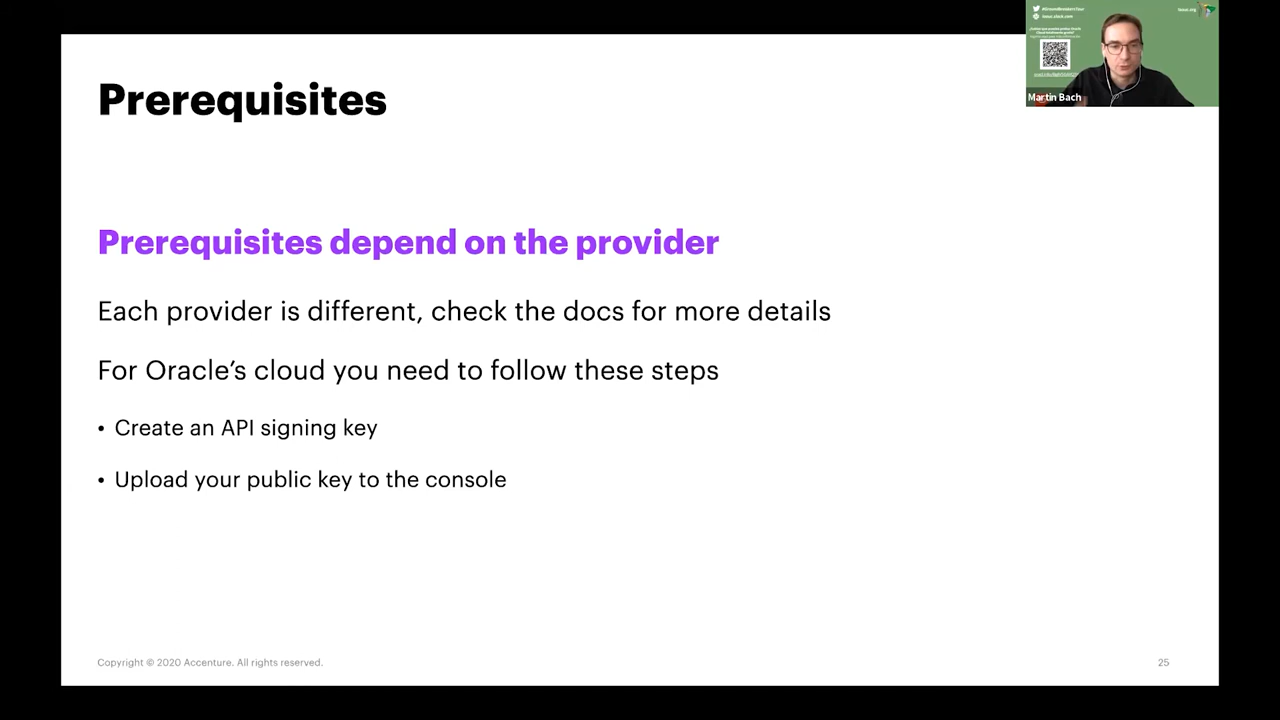 #GroundBreakersTour
Martin Bach
Prerequisites
Prerequisites depend on the provider
Each provider is different, check the docs for more details
For Oracle’s cloud you need to follow these steps
• Create an API signing key
• Upload your public key to the console
Copyright © 2020 Accenture. All rights reserved.
25